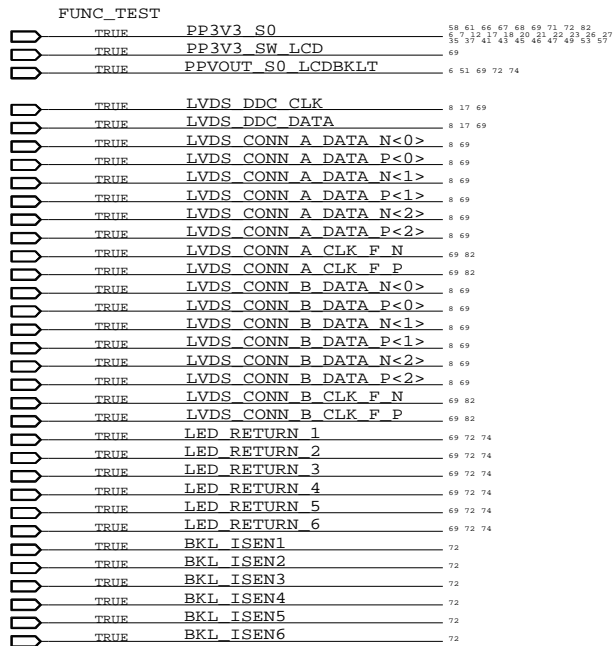 FUNC_TEST
TRUE PP3V3_S0 58 61 66 67 68 69 71 72 82
6 7 12 17 18 20 21 22 23 26 27
35 37 41 43 45 46 47 49 53 57
TRUE PP3V3_SW_LCD 69
TRUE PPVOUT_S0_LCDBKLT 6 51 69 72 74
TRUE LVDS_DDC_CLK 8 17 69
TRUE LVDS_DDC_DATA 8 17 69
TRUE LVDS_CONN_A_DATA_N<0> 8 69
TRUE LVDS_CONN_A_DATA_P<0> 8 69
TRUE LVDS_CONN_A_DATA_N<1> 8 69
TRUE LVDS_CONN_A_DATA_P<1> 8 69
TRUE LVDS_CONN_A_DATA_N<2> 8 69
TRUE LVDS_CONN_A_DATA_P<2> 8 69
TRUE LVDS_CONN_A_CLK_F_N 69 82
TRUE LVDS_CONN_A_CLK_F_P 69 82
TRUE LVDS_CONN_B_DATA_N<0> 8 69
TRUE LVDS_CONN_B_DATA_P<0> 8 69
TRUE LVDS_CONN_B_DATA_N<1> 8 69
TRUE LVDS_CONN_B_DATA_P<1> 8 69
TRUE LVDS_CONN_B_DATA_N<2> 8 69
TRUE LVDS_CONN_B_DATA_P<2> 8 69
TRUE LVDS_CONN_B_CLK_F_N 69 82
TRUE LVDS_CONN_B_CLK_F_P 69 82
TRUE LED_RETURN_1 69 72 74
TRUE LED_RETURN_2 69 72 74
TRUE LED_RETURN_3 69 72 74
TRUE LED_RETURN_4 69 72 74
TRUE LED_RETURN_5 69 72 74
TRUE LED_RETURN_6 69 72 74
TRUE BKL_ISEN1 72
TRUE BKL_ISEN2 72
TRUE BKL_ISEN3 72
TRUE BKL_ISEN4 72
TRUE BKL_ISEN5 72
TRUE BKL_ISEN6 72